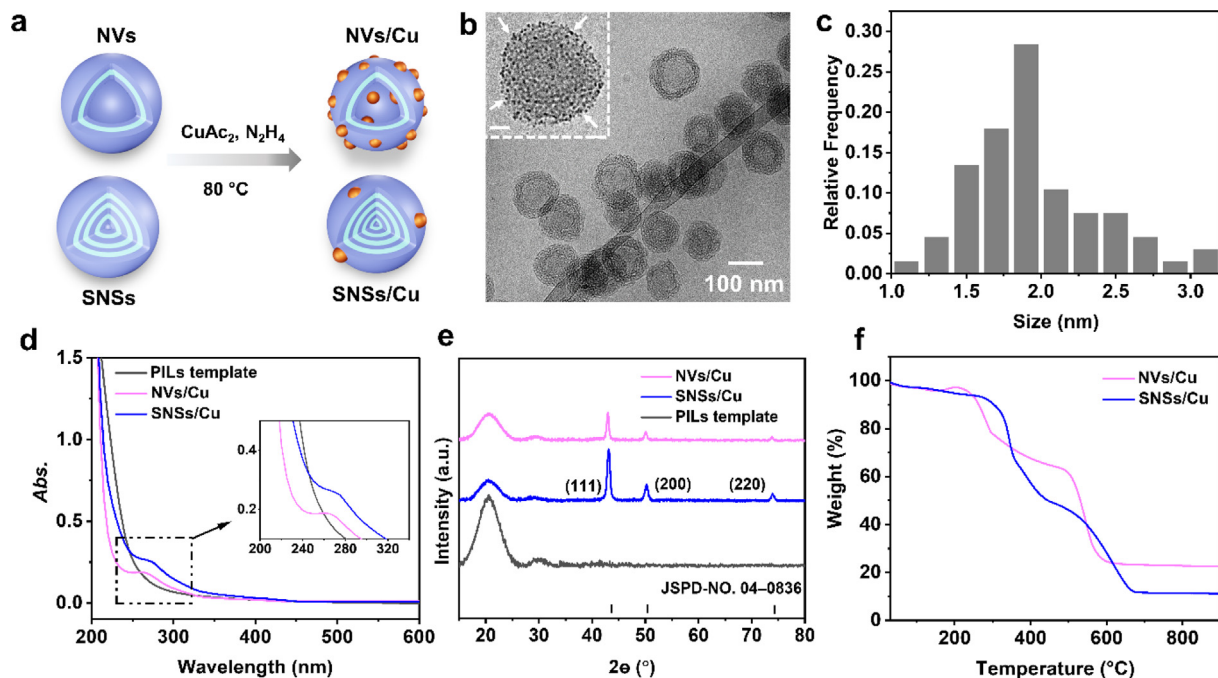 a
NVs
NVs/Cu
CuAc₂, N₂H₄
80 °C
SNSs
SNSs/Cu
b
100 nm
c
Relative Frequency
0.30
0.25
0.20
0.15
0.10
0.05
0.00
1.0 1.5 2.0 2.5 3.0
Size (nm)
d
Abs.
1.5
1.0
0.5
0.0
PILs template
NVs/Cu
SNSs/Cu
0.4
0.2
200 240 280 320
200 300 400 500 600
Wavelength (nm)
e
Intensity (a.u.)
NVs/Cu
SNSs/Cu
PILs template
(111) (200) (220)
JSPD-NO. 04–0836
20 30 40 50 60 70 80
2ɵ (°)
f
Weight (%)
100
80
60
40
20
0
NVs/Cu
SNSs/Cu
200 400 600 800
Temperature (°C)